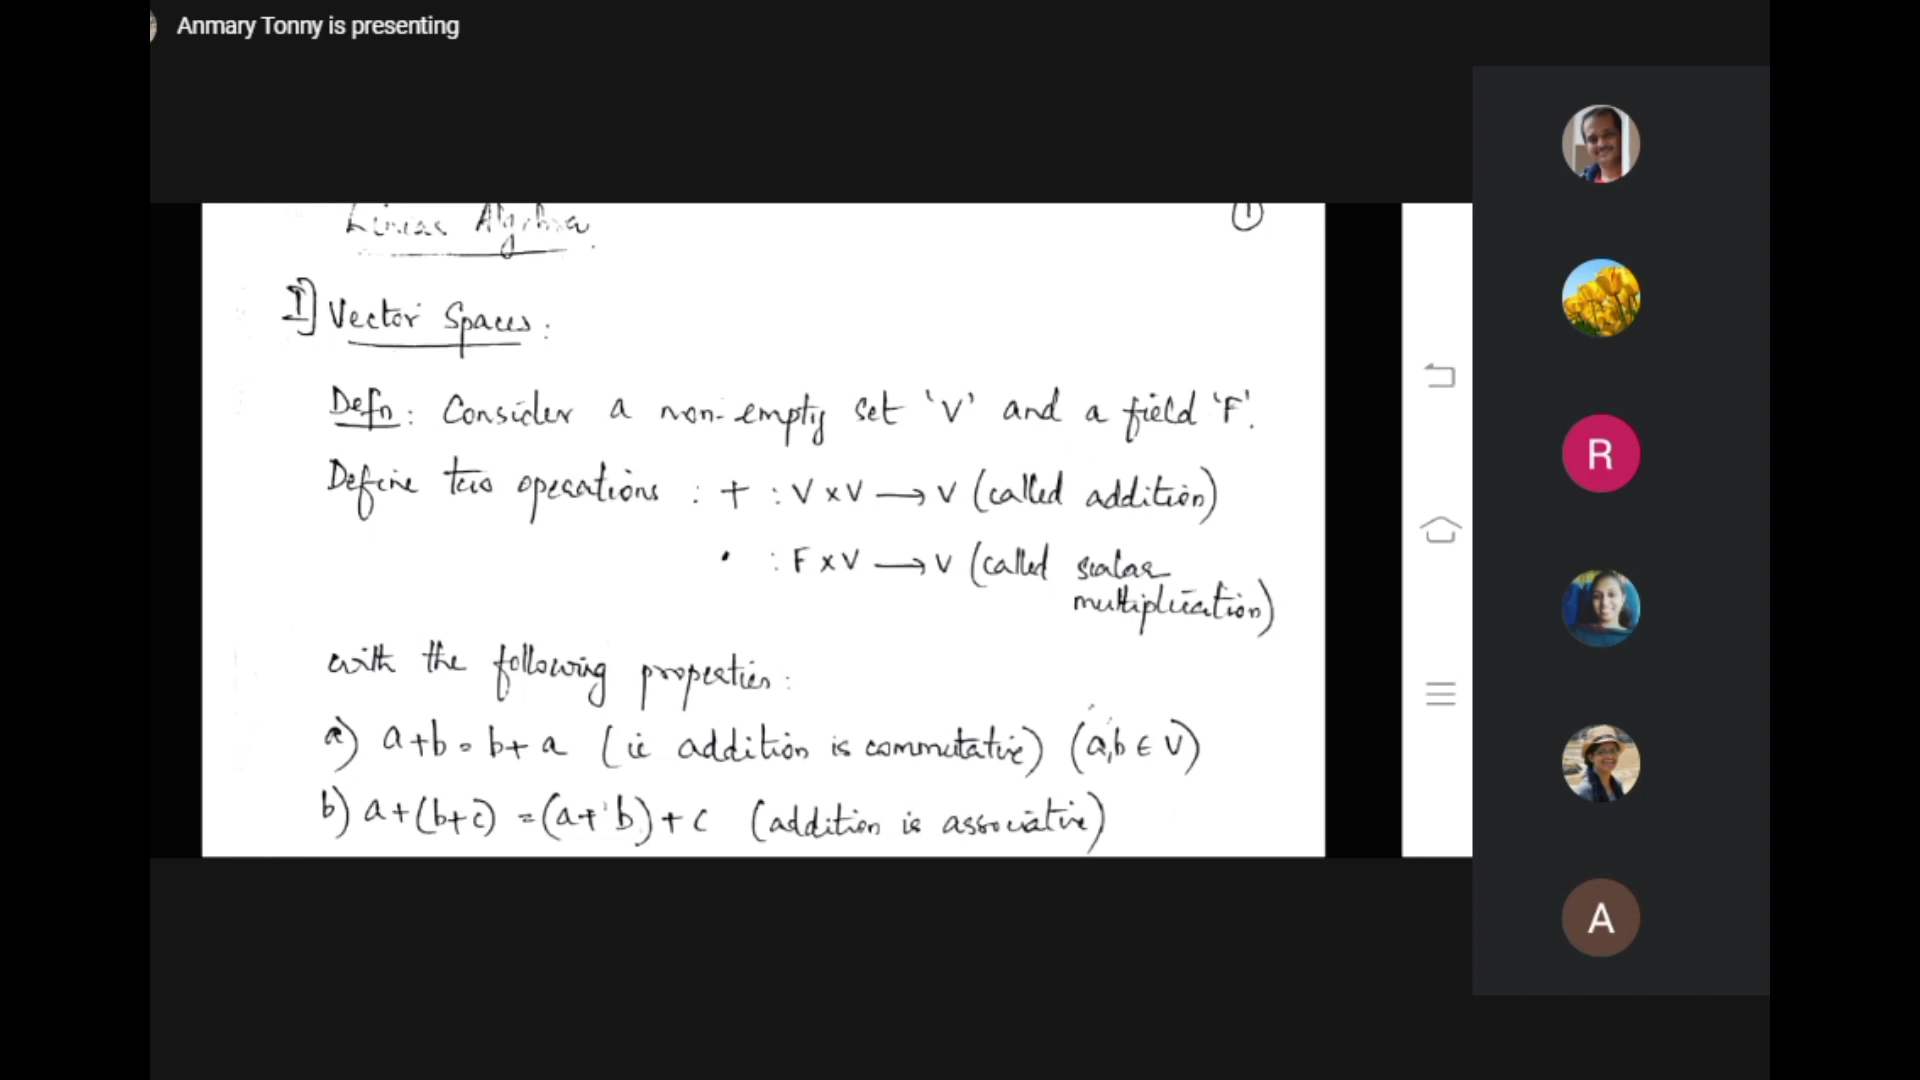 Anmary Tonny is presenting
Linear Algebra
1
I] Vector Spaces:
Defn: Consider a non-empty set 'V' and a field 'F'.
Define two operations : + : V x V → V (called addition)
• : F x V → V (called scalar
multiplication)
with the following properties:
a) a+b = b+a (ie addition is commutative) (a,b ∈ V)
b) a+(b+c) = (a+b)+c (addition is associative)
R
A